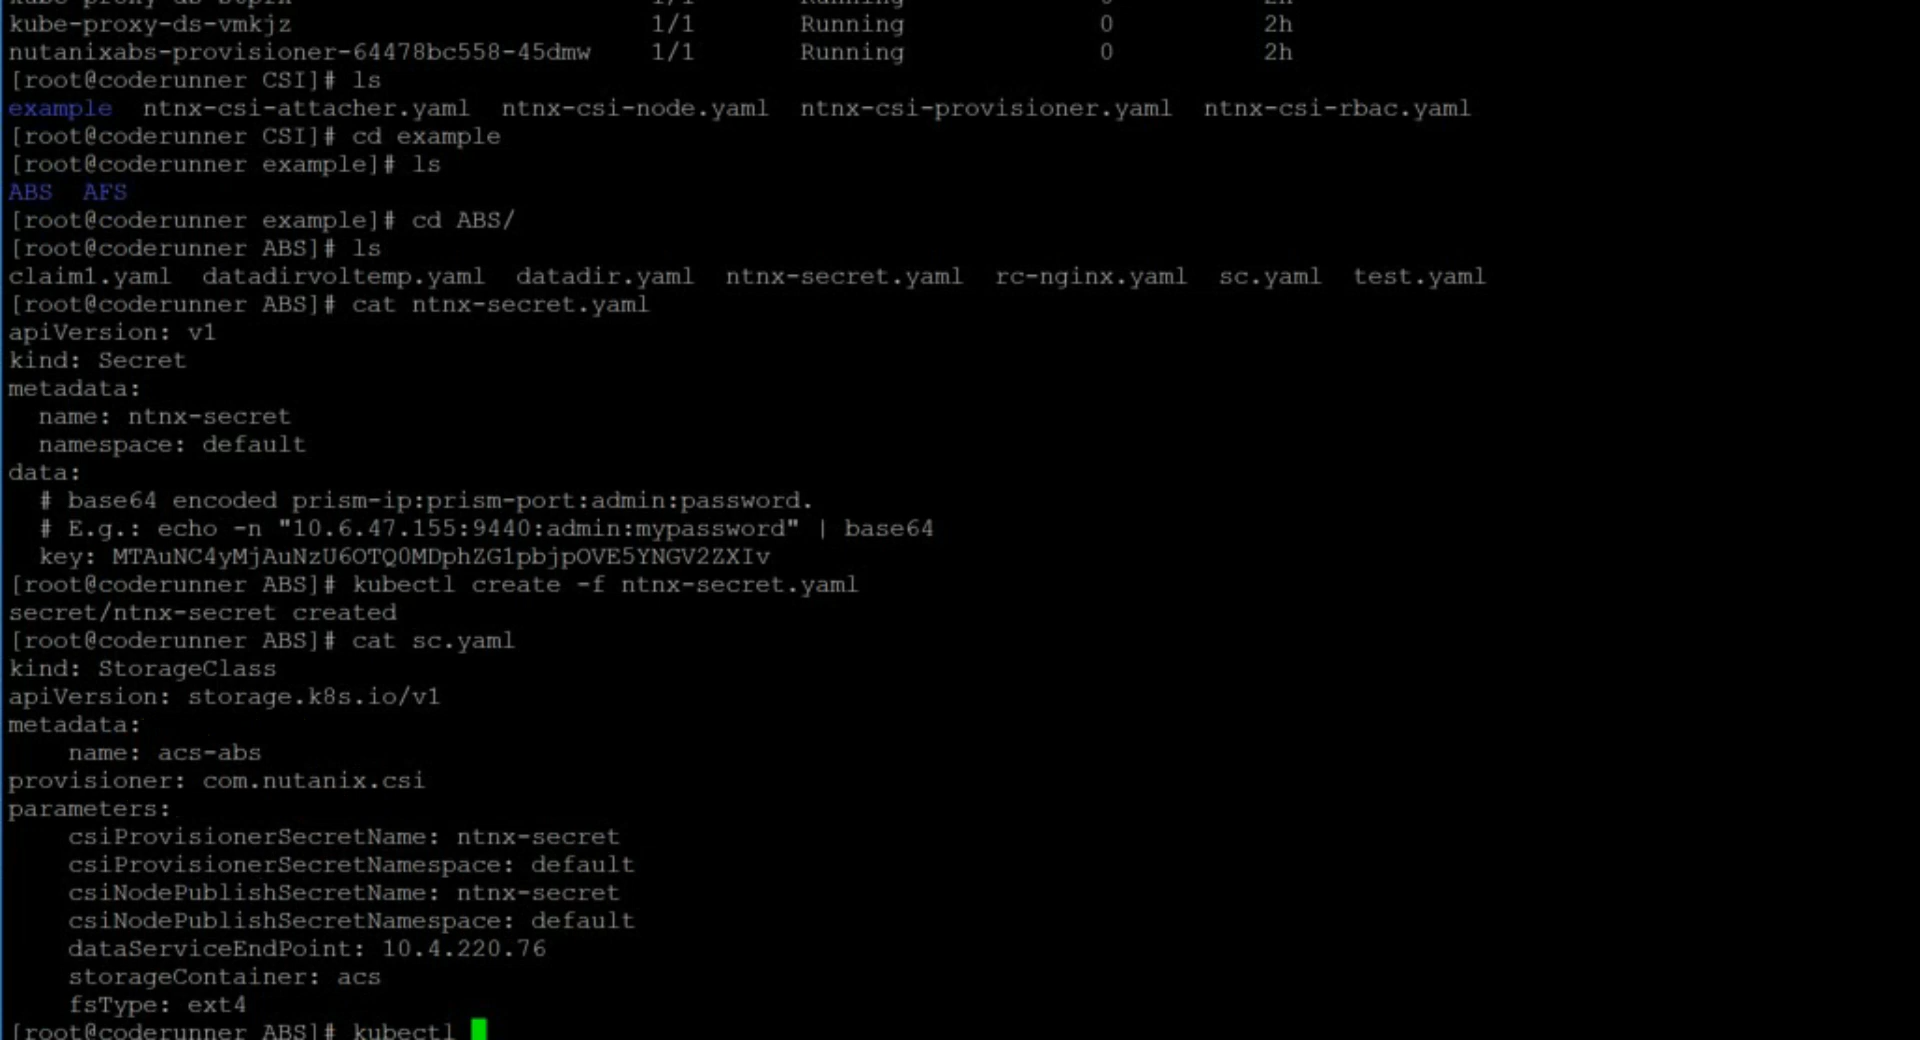 1/1 0 2h
kube-proxy-ds-vmkjz 1/1 Running 0 2h
nutanixabs-provisioner-64478bc558-45dmw 1/1 Running 0 2h
[root@coderunner CSI]# ls
example ntnx-csi-attacher.yaml ntnx-csi-node.yaml ntnx-csi-provisioner.yaml ntnx-csi-rbac.yaml
[root@coderunner CSI]# cd example
[root@coderunner example]# ls
ABS AFS
[root@coderunner example]# cd ABS/
[root@coderunner ABS]# ls
claim1.yaml datadirvoltemp.yaml datadir.yaml ntnx-secret.yaml rc-nginx.yaml sc.yaml test.yaml
[root@coderunner ABS]# cat ntnx-secret.yaml
apiVersion: v1
kind: Secret
metadata:
  name: ntnx-secret
  namespace: default
data:
  # base64 encoded prism-ip:prism-port:admin:password.
  # E.g.: echo -n "10.6.47.155:9440:admin:mypassword" | base64
  key: MTAuNC4yMjAuNzU6OTQ0MDphZG1pbjpOVE5YNGV2ZXIv
[root@coderunner ABS]# kubectl create -f ntnx-secret.yaml
secret/ntnx-secret created
[root@coderunner ABS]# cat sc.yaml
kind: StorageClass
apiVersion: storage.k8s.io/v1
metadata:
    name: acs-abs
provisioner: com.nutanix.csi
parameters:
    csiProvisionerSecretName: ntnx-secret
    csiProvisionerSecretNamespace: default
    csiNodePublishSecretName: ntnx-secret
    csiNodePublishSecretNamespace: default
    dataServiceEndPoint: 10.4.220.76
    storageContainer: acs
    fsType: ext4
[root@coderunner ABS]# kubectl